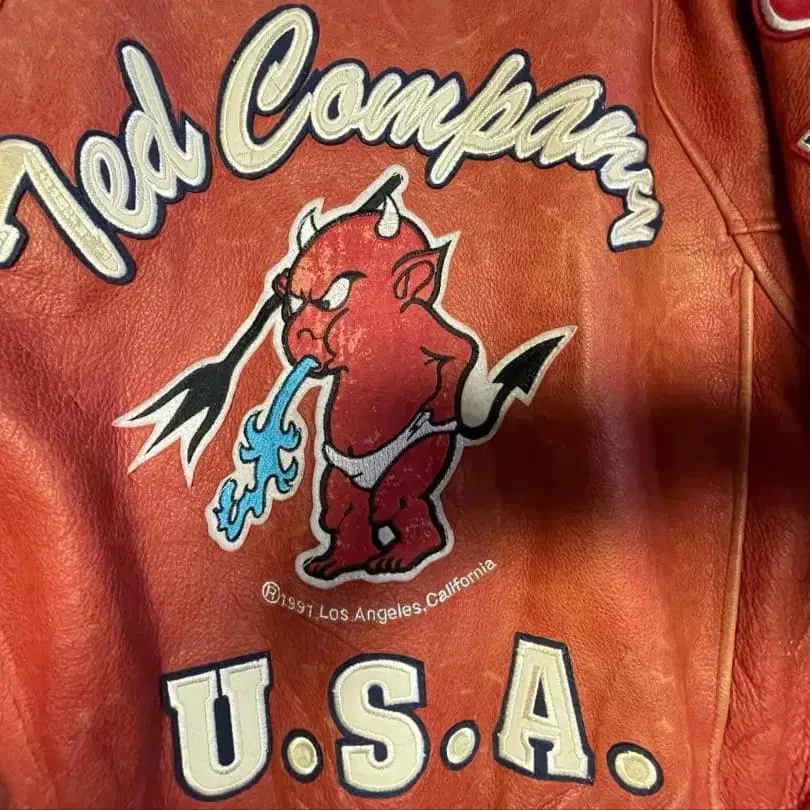 Ted Company
®1991 Los Angeles, California
U.S.A.